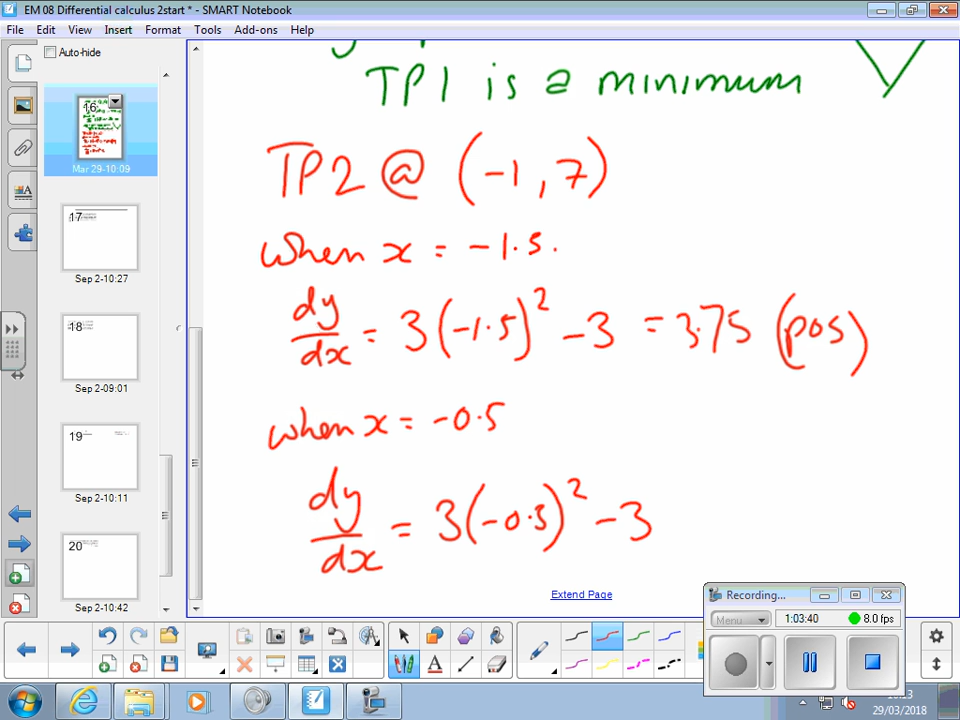 EM 08 Differential calculus 2start * - SMART Notebook
File Edit View Insert Format Tools Add-ons Help
Auto-hide
16
Mar 29-10:09
17
Sep 2-10:27
18
Sep 2-09:01
19
Sep 2-10:11
20
Sep 2-10:42
TP1 is a minimum
TP2 @ (-1, 7)
when x = -1.5.
dy/dx = 3(-1.5)² - 3 = 3.75 (pos)
when x = -0.5
dy/dx = 3(-0.5)² - 3
Extend Page
Recording...
Menu
1:03:40
8.0 fps
29/03/2018